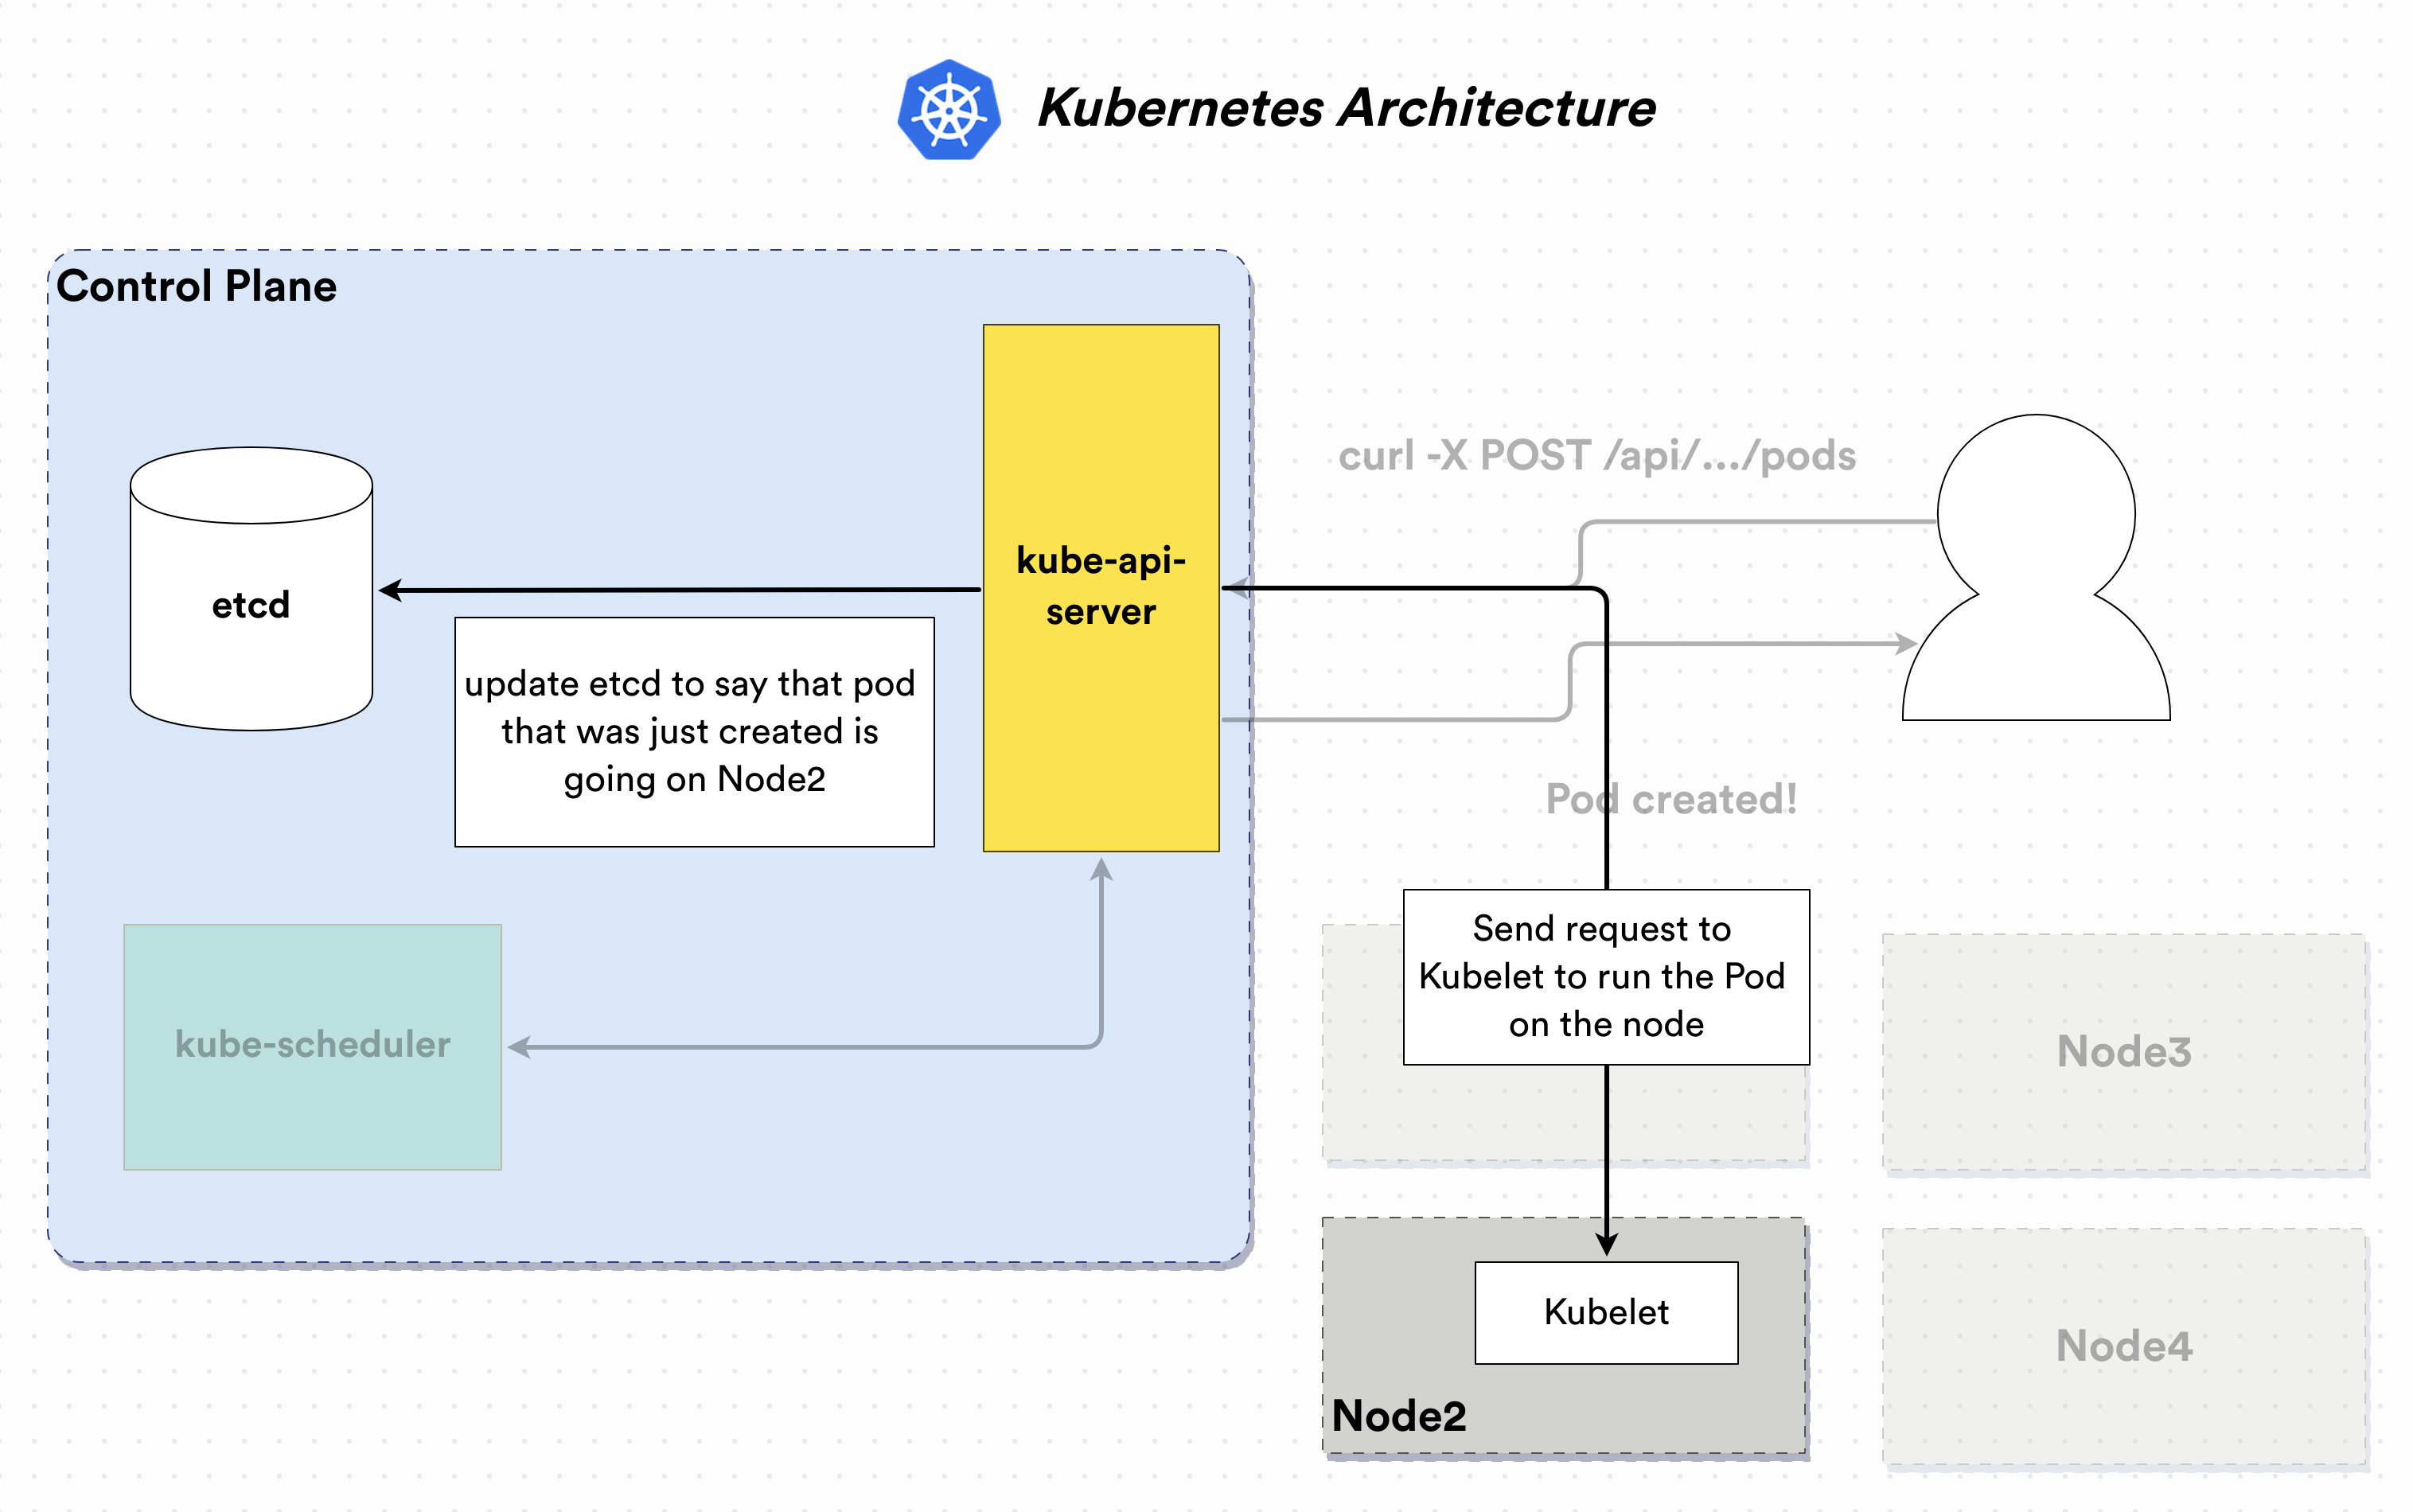 Kubernetes Architecture
Control Plane
etcd
kube-api-
server
update etcd to say that pod
that was just created is
going on Node2
kube-scheduler
curl -X POST /api/.../pods
Pod created!
Send request to
Kubelet to run the Pod
on the node
Node3
Kubelet
Node2
Node4